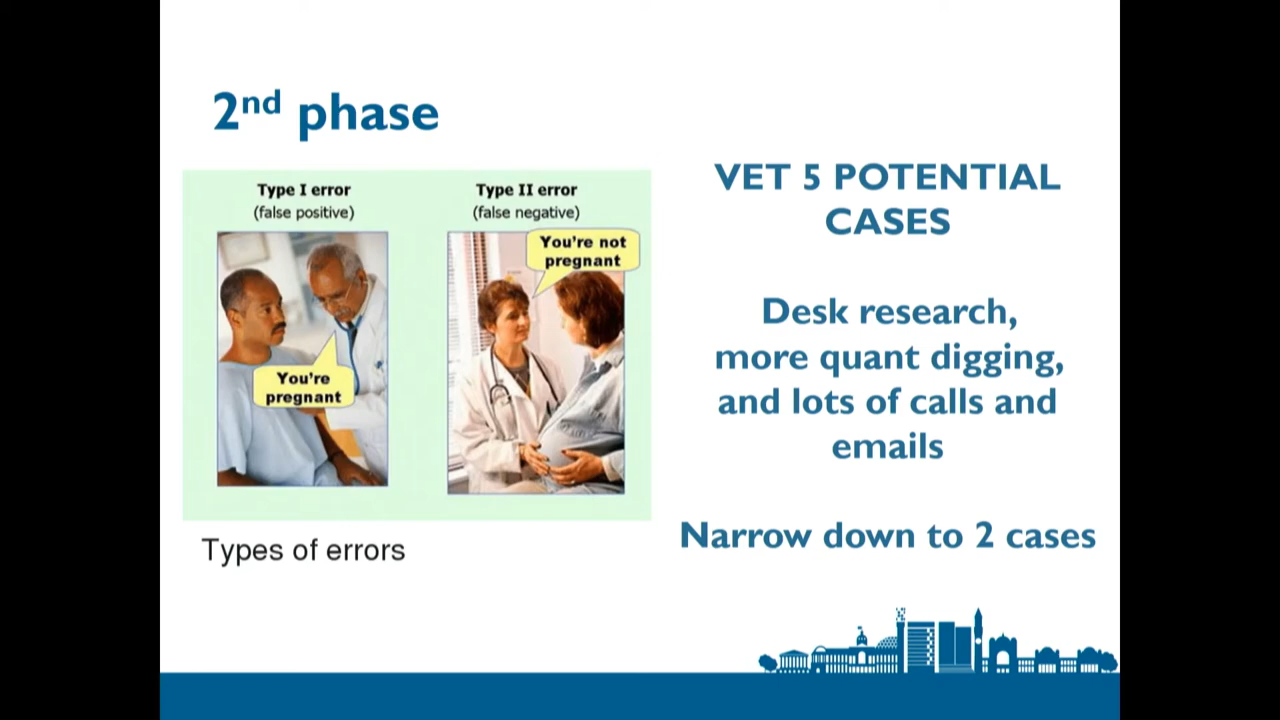 2nd phase
Type I error
(false positive)
You're
pregnant
Type II error
(false negative)
You're not
pregnant
Types of errors
VET 5 POTENTIAL
CASES
Desk research,
more quant digging,
and lots of calls and
emails
Narrow down to 2 cases